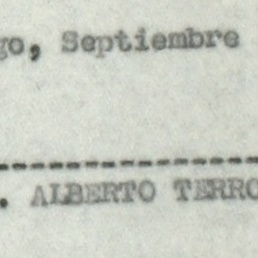 go, Septiembre
--------------------
. ALBERTO TERRO